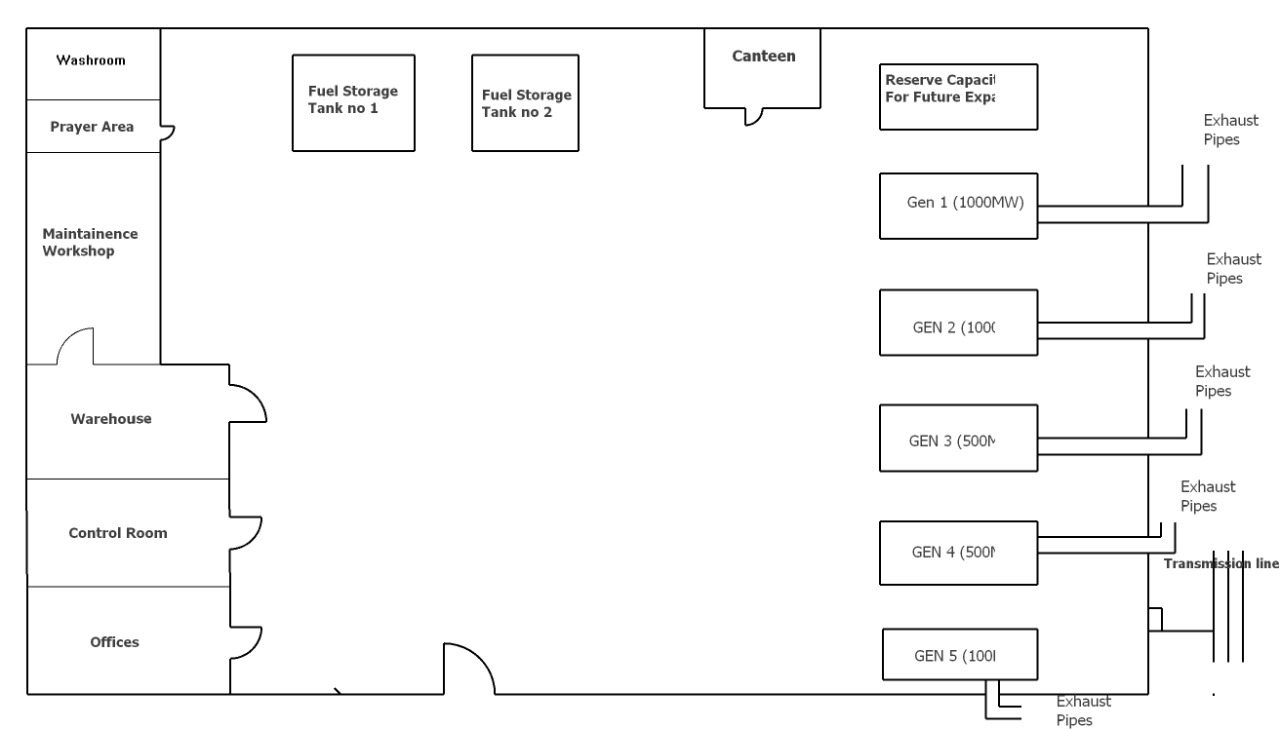 Washroom
Prayer Area
Maintainence
Workshop
Warehouse
Control Room
Offices
Fuel Storage
Tank no 1
Fuel Storage
Tank no 2
Canteen
Reserve Capacit
For Future Expa
Gen 1 (1000MW)
GEN 2 (100
GEN 3 (500M
GEN 4 (500M
GEN 5 (100
Exhaust
Pipes
Exhaust
Pipes
Exhaust
Pipes
Exhaust
Pipes
Transmission line
Exhaust
Pipes